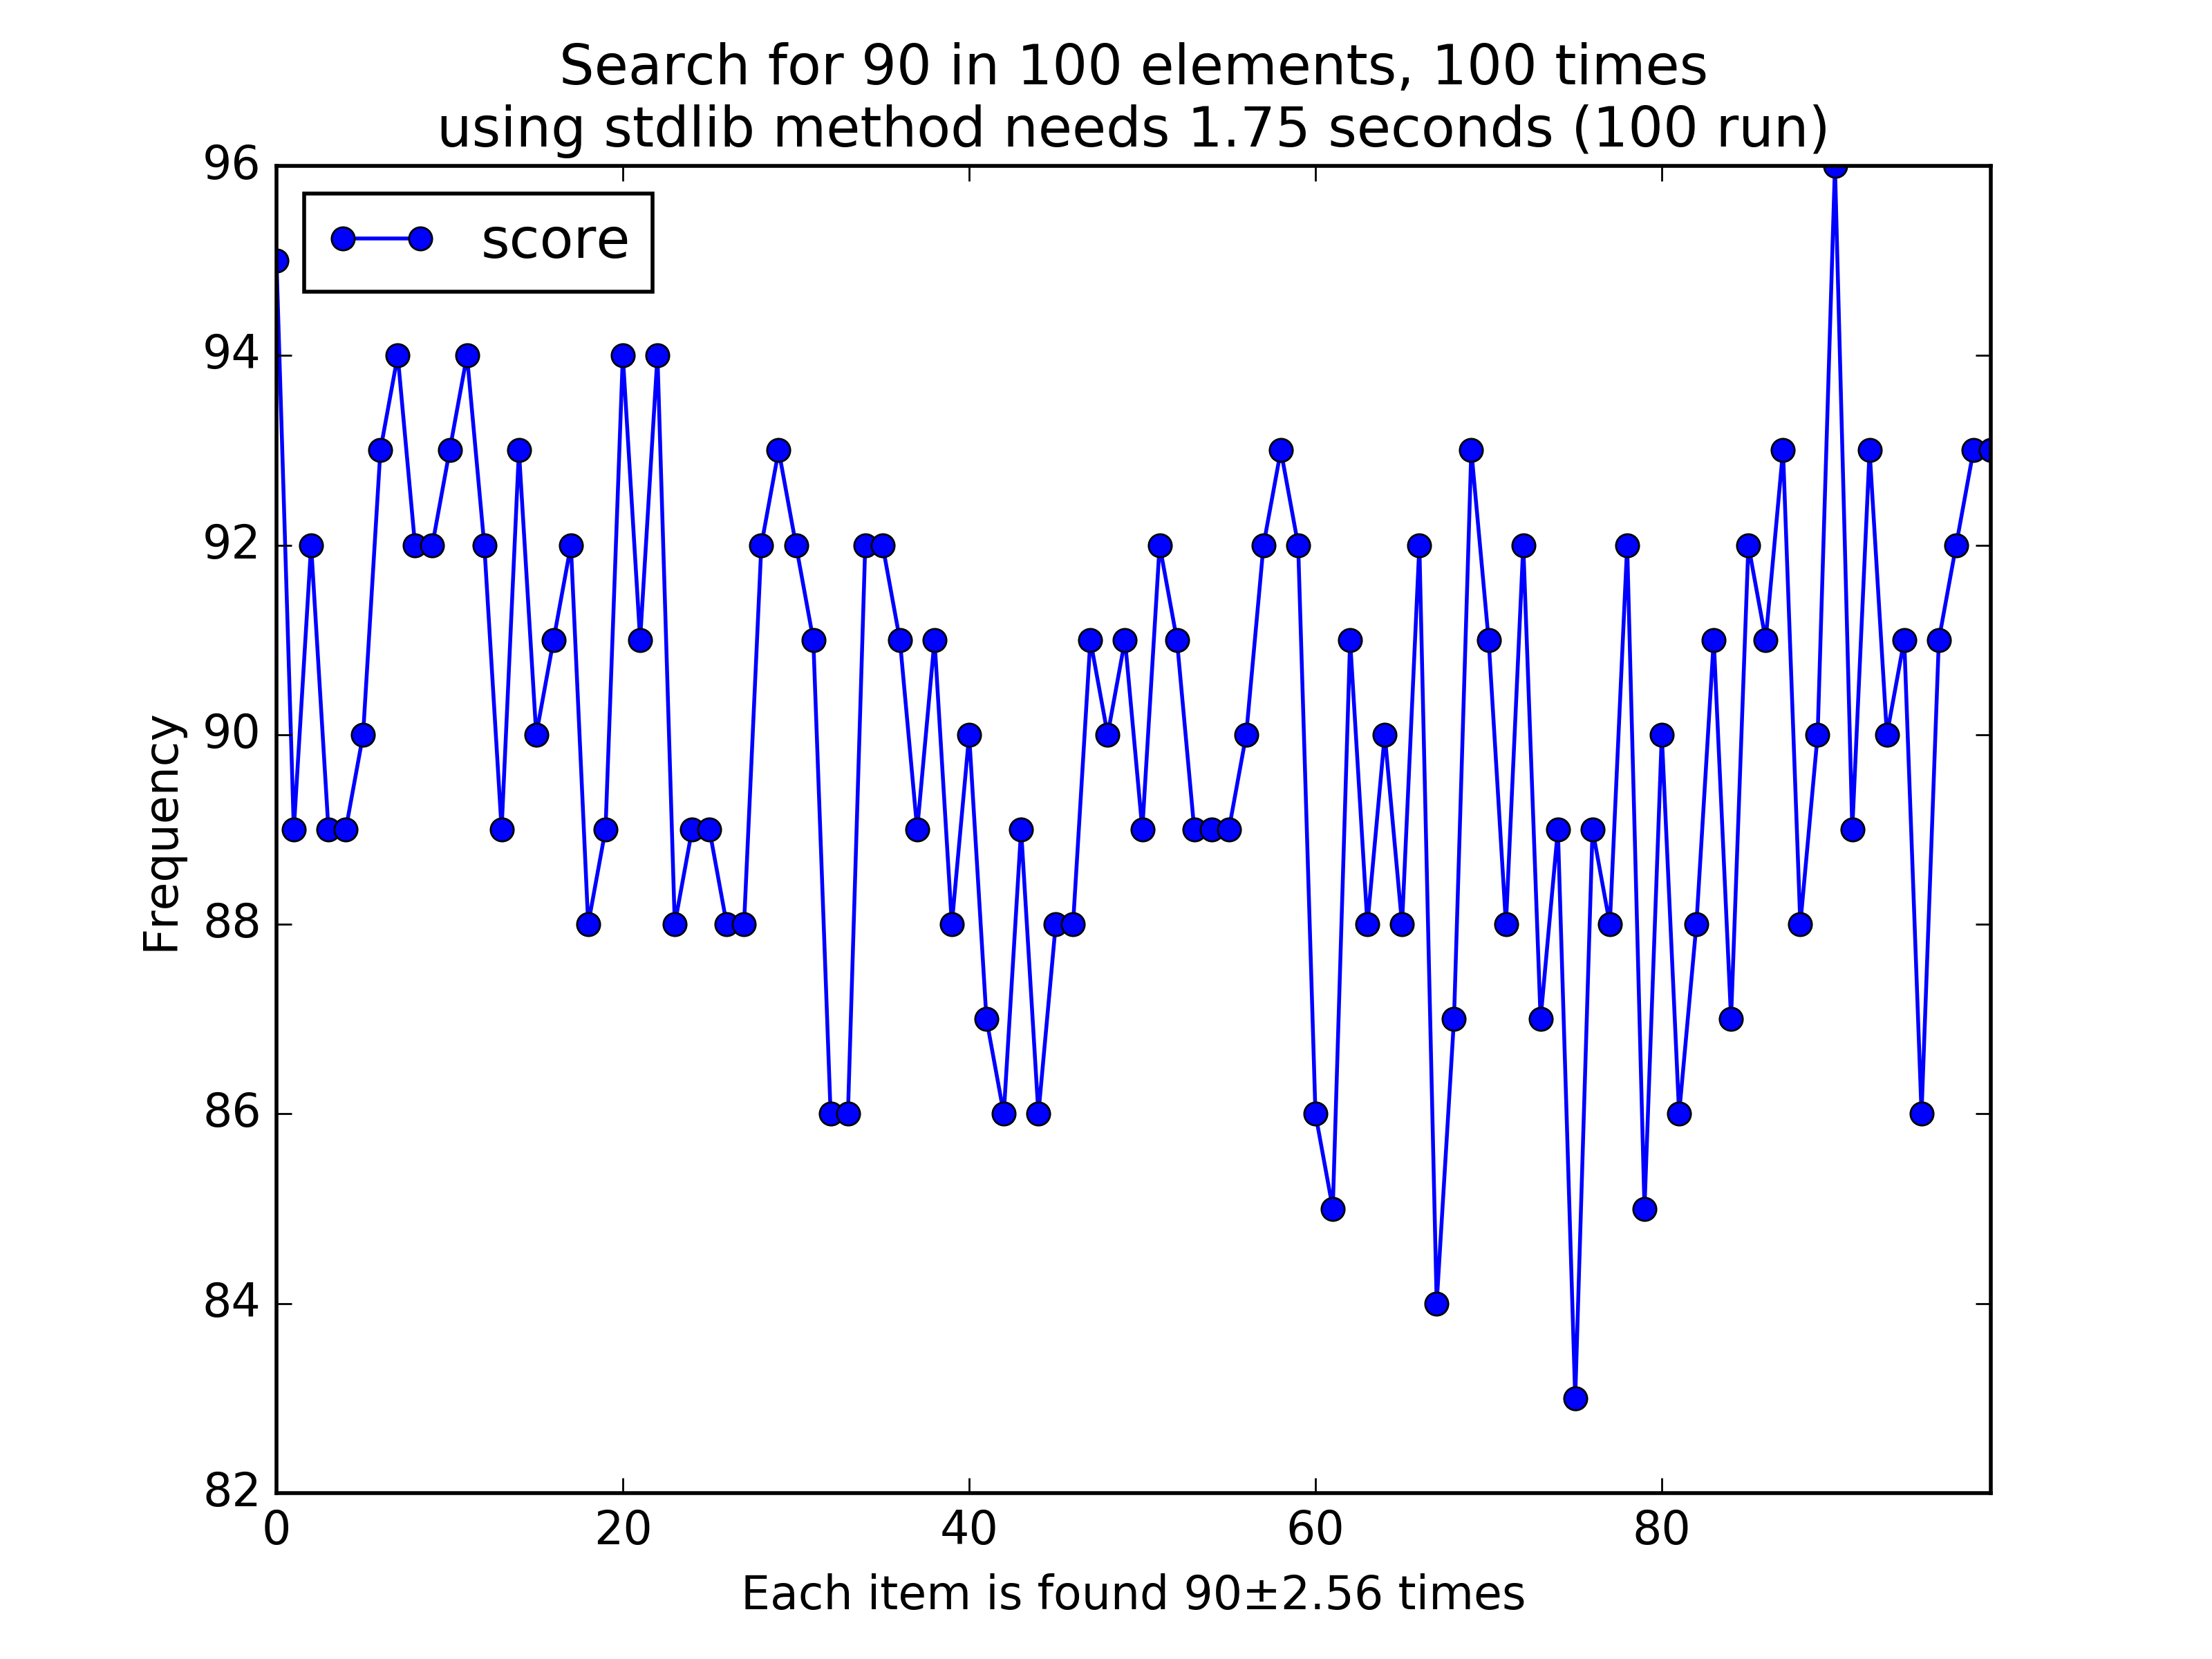 Search for 90 in 100 elements, 100 times
using stdlib method needs 1.75 seconds (100 run)
96
94
92
90
88
86
84
82
score
Frequency
0 20 40 60 80
Each item is found 90±2.56 times